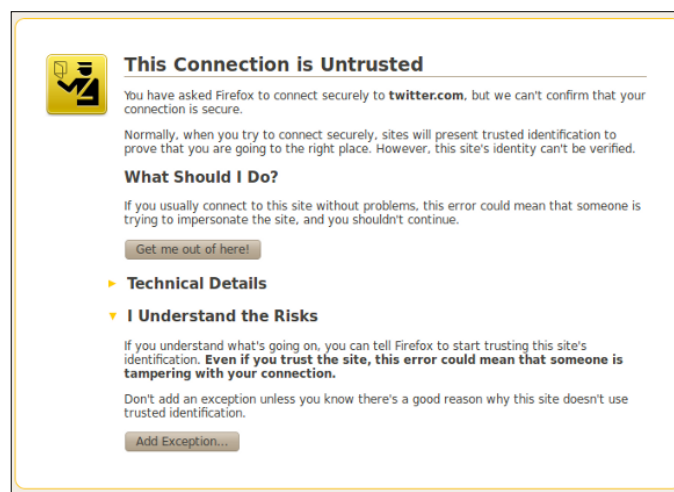 This Connection is Untrusted
You have asked Firefox to connect securely to twitter.com, but we can't confirm that your
connection is secure.
Normally, when you try to connect securely, sites will present trusted identification to
prove that you are going to the right place. However, this site's identity can't be verified.
What Should I Do?
If you usually connect to this site without problems, this error could mean that someone is
trying to impersonate the site, and you shouldn't continue.
Get me out of here!
Technical Details
I Understand the Risks
If you understand what's going on, you can tell Firefox to start trusting this site's
identification. Even if you trust the site, this error could mean that someone is
tampering with your connection.
Don't add an exception unless you know there's a good reason why this site doesn't use
trusted identification.
Add Exception...